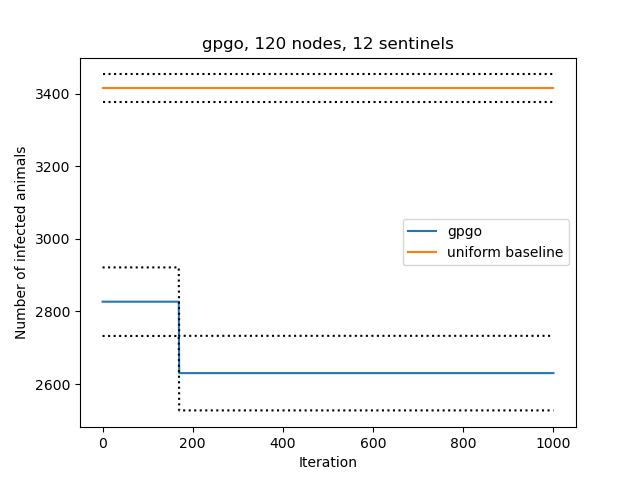 gpgo, 120 nodes, 12 sentinels
Number of infected animals
3400
3200
3000
2800
2600
gpgo
uniform baseline
0
200
400
600
800
1000
Iteration